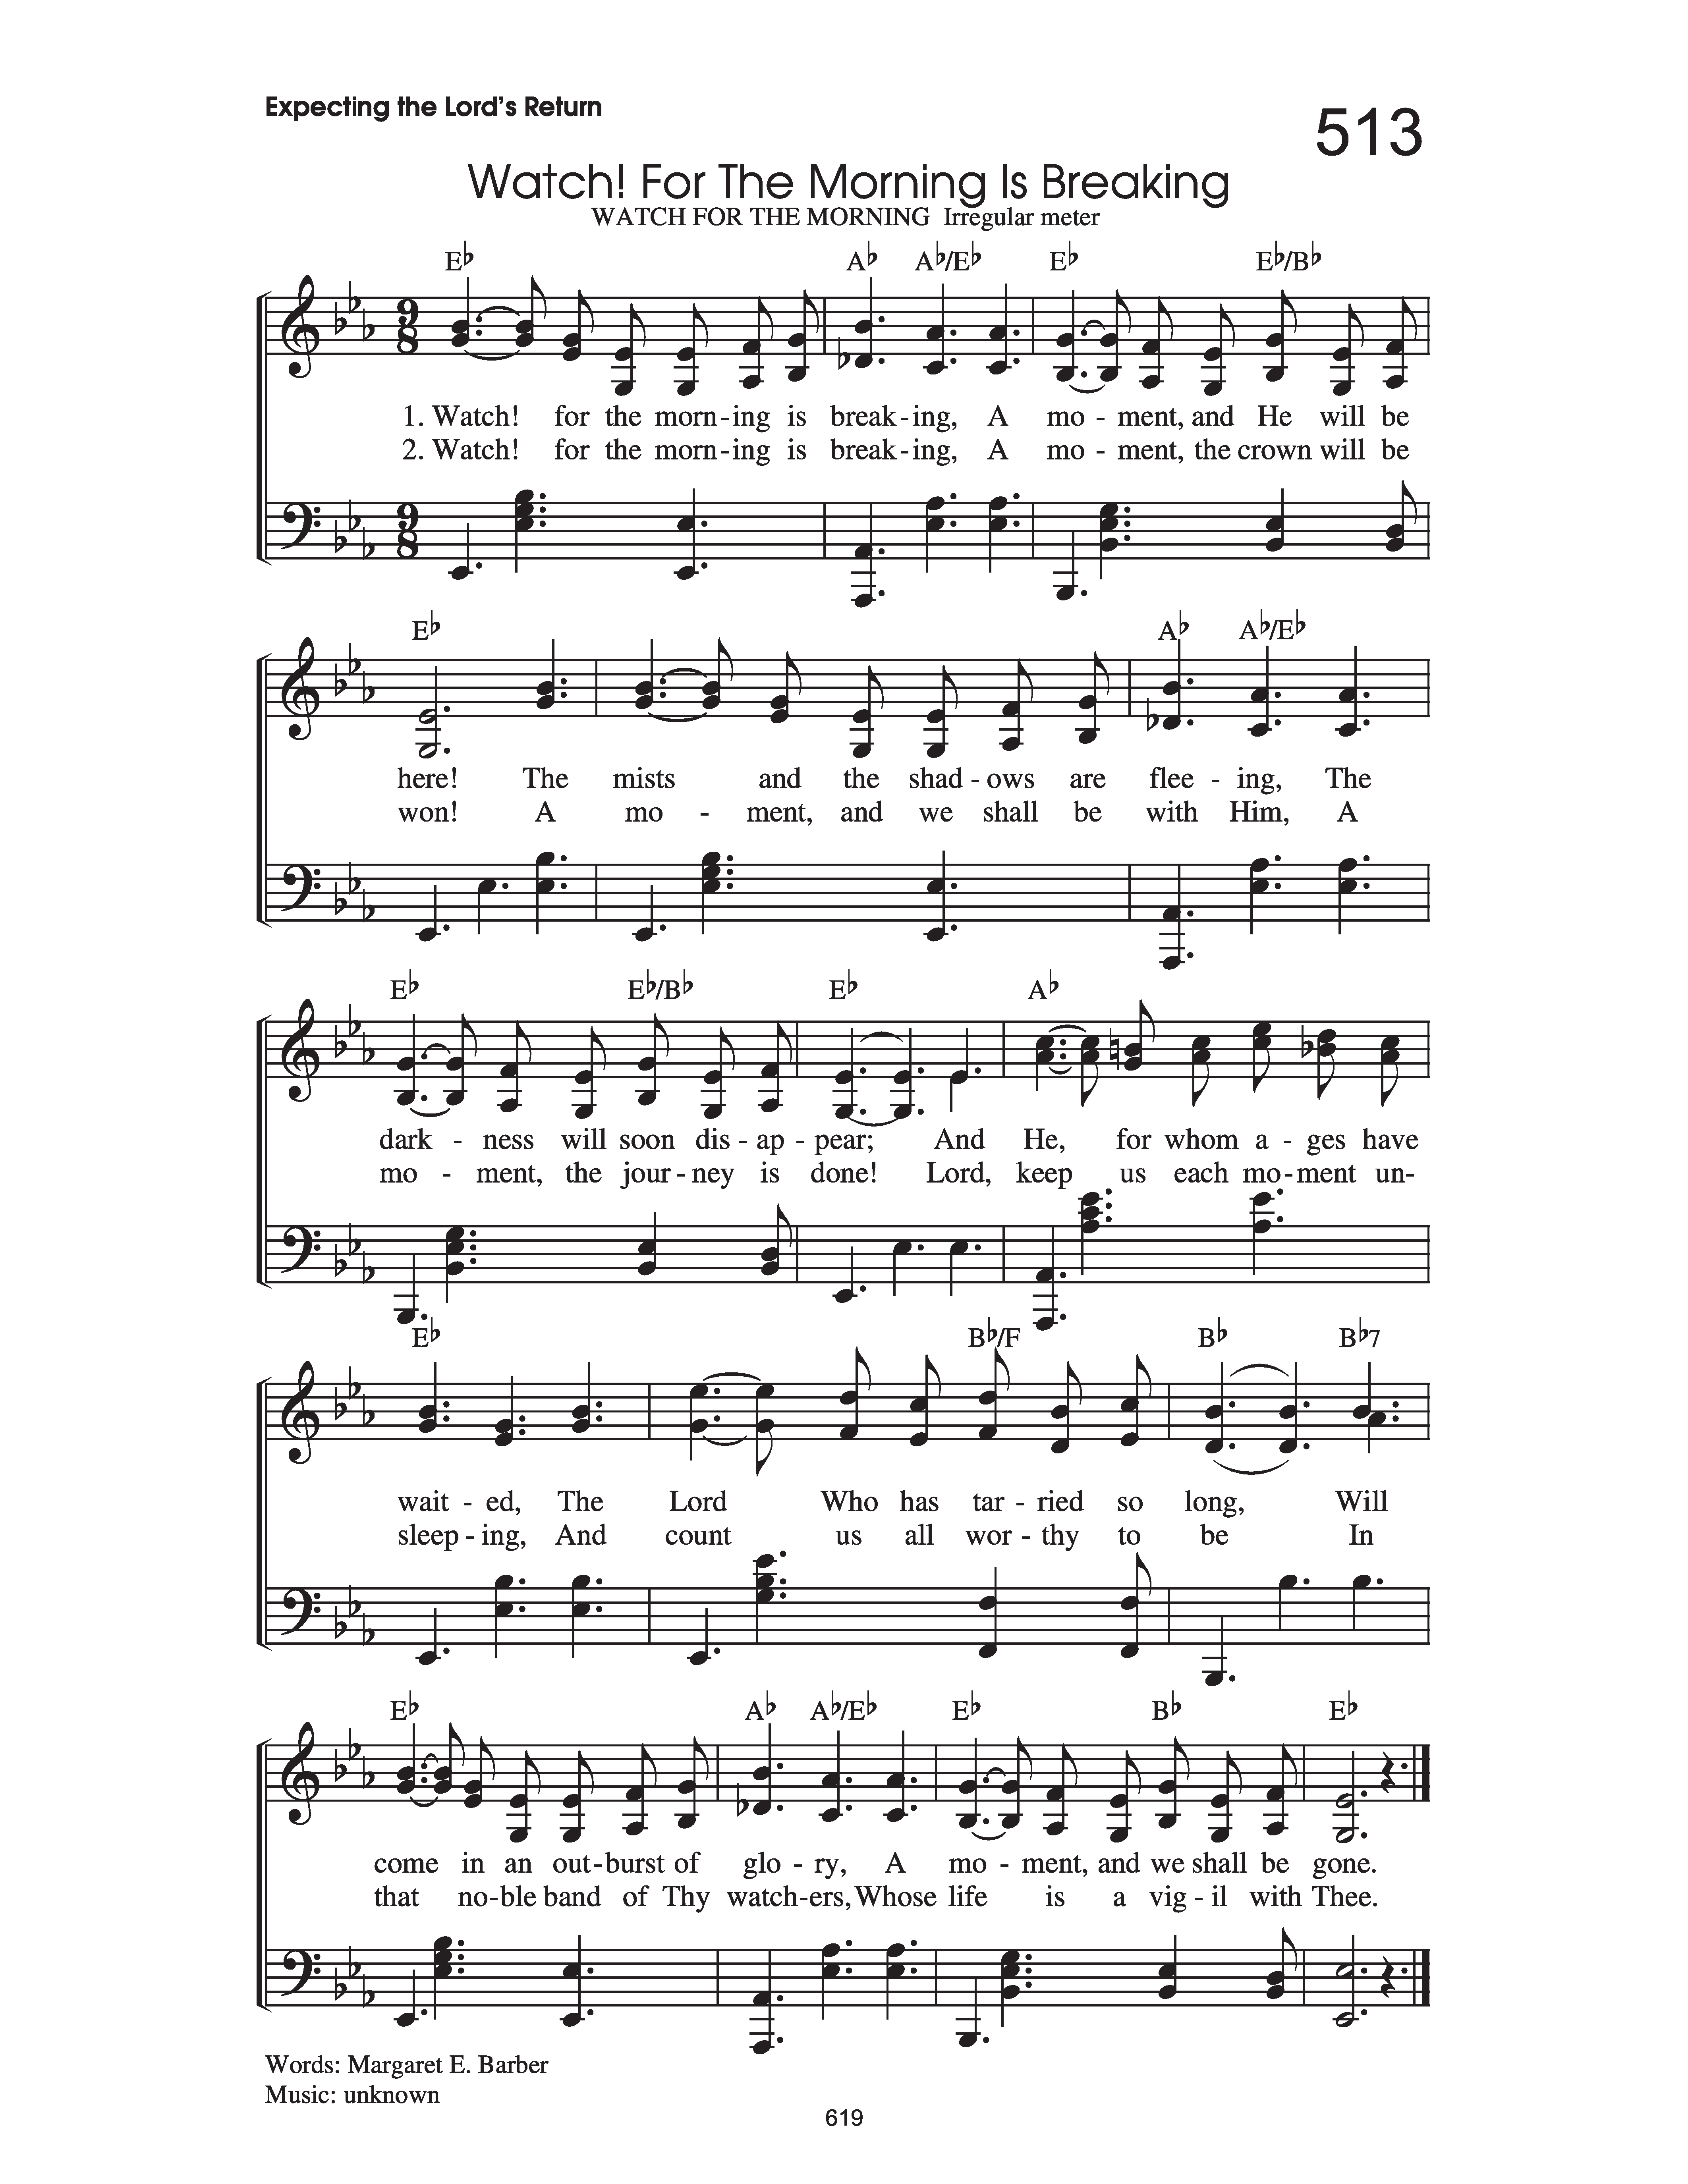 Expecting the Lord's Return
513
Watch! For The Morning Is Breaking
WATCH FOR THE MORNING Irregular meter
E♭ A♭ A♭/E♭ E♭ E♭/B♭
9 8
1. Watch! for the morn-ing is break-ing, A mo - ment, and He will be
2. Watch! for the morn-ing is break-ing, A mo - ment, the crown will be
9 8
E♭ A♭ A♭/E♭
here! The mists and the shad - ows are flee - ing, The
won! A mo - ment, and we shall be with Him, A
E♭ E♭/B♭ E♭ A♭
dark - ness will soon dis - ap - pear; And He, for whom a - ges have
mo - ment, the jour - ney is done! Lord, keep us each mo - ment un-
E♭ B♭/F B♭ B♭7
wait - ed, The Lord Who has tar - ried so long, Will
sleep - ing, And count us all wor - thy to be In
E♭ A♭ A♭/E♭ E♭ B♭ E♭
come in an out-burst of glo - ry, A mo - ment, and we shall be gone.
that no-ble band of Thy watch-ers, Whose life is a vig - il with Thee.
Words: Margaret E. Barber
Music: unknown
619